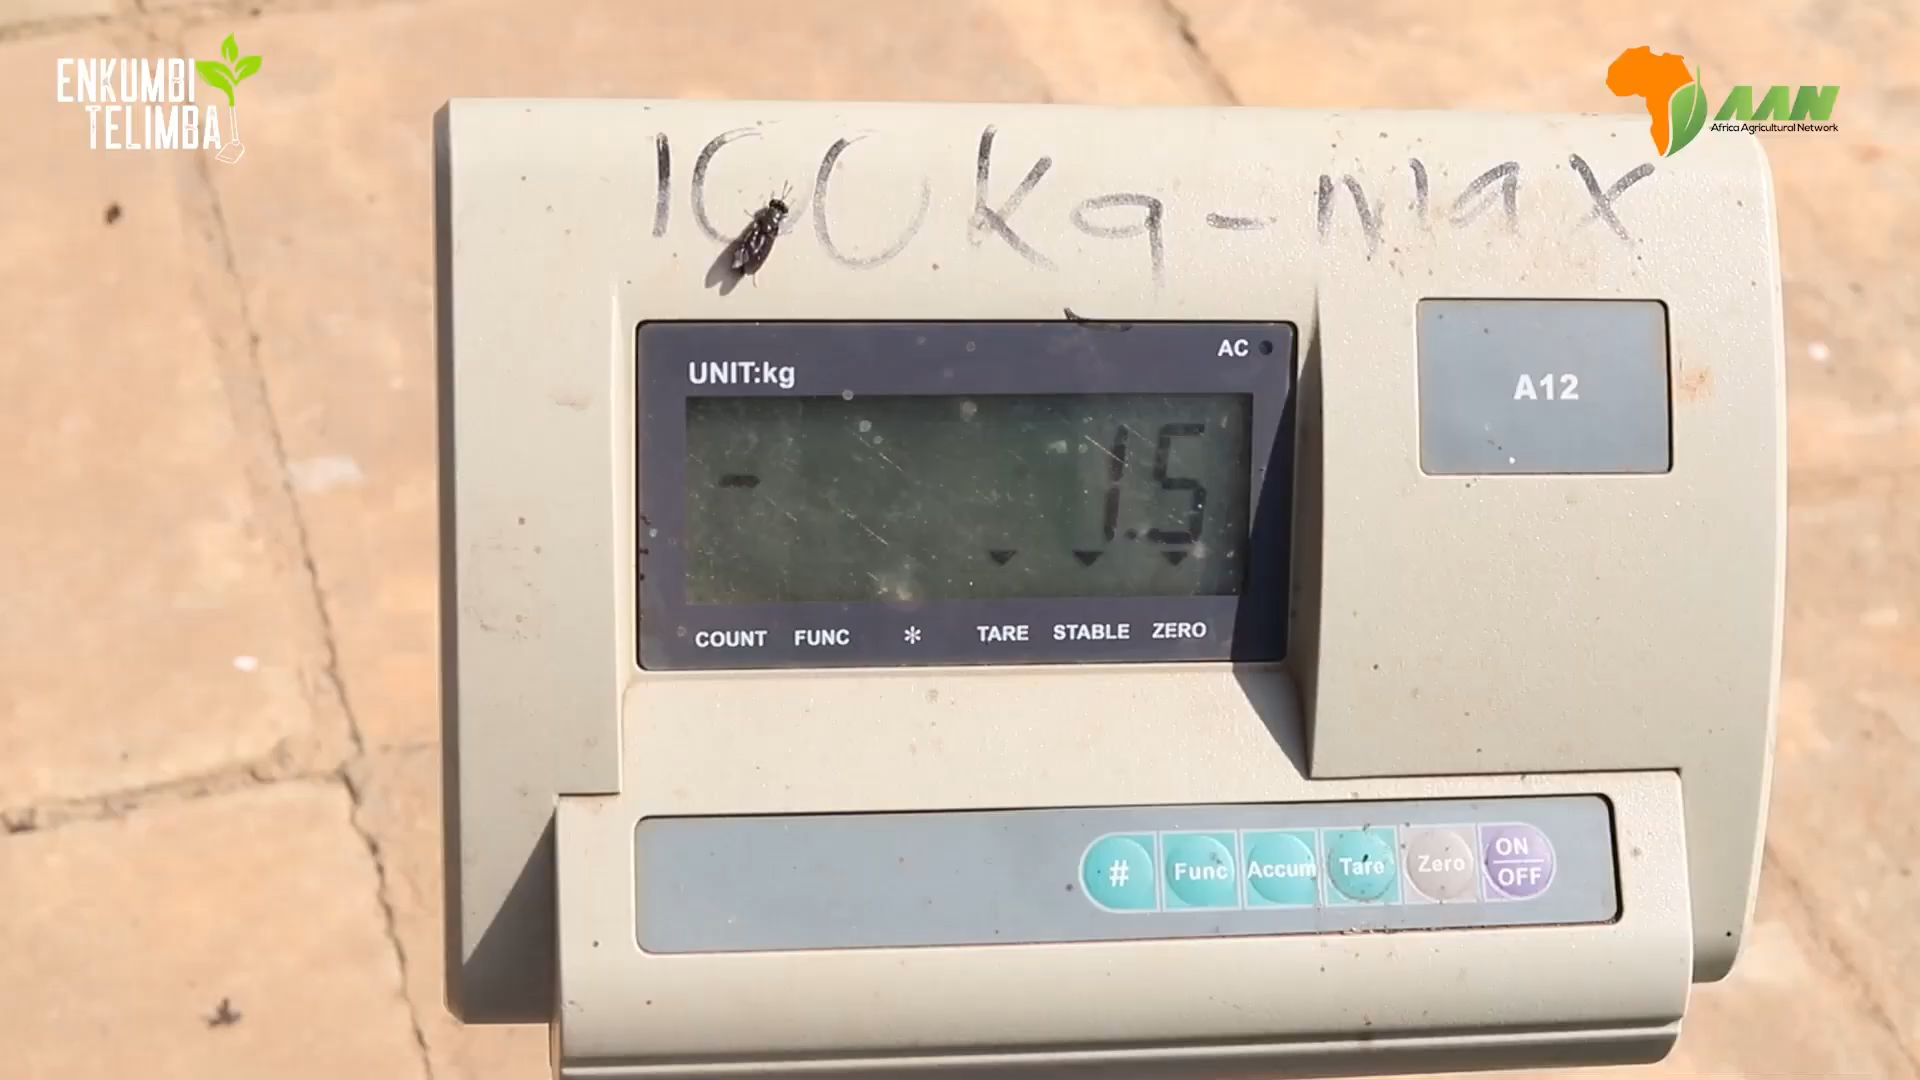 ENKUMBI
TELIMBA
AAN
Africa Agricultural Network
100kg-max
AC
UNIT:kg
A12
- 1.5
COUNT FUNC * TARE STABLE ZERO
# Func Accum Tare Zero ON
OFF